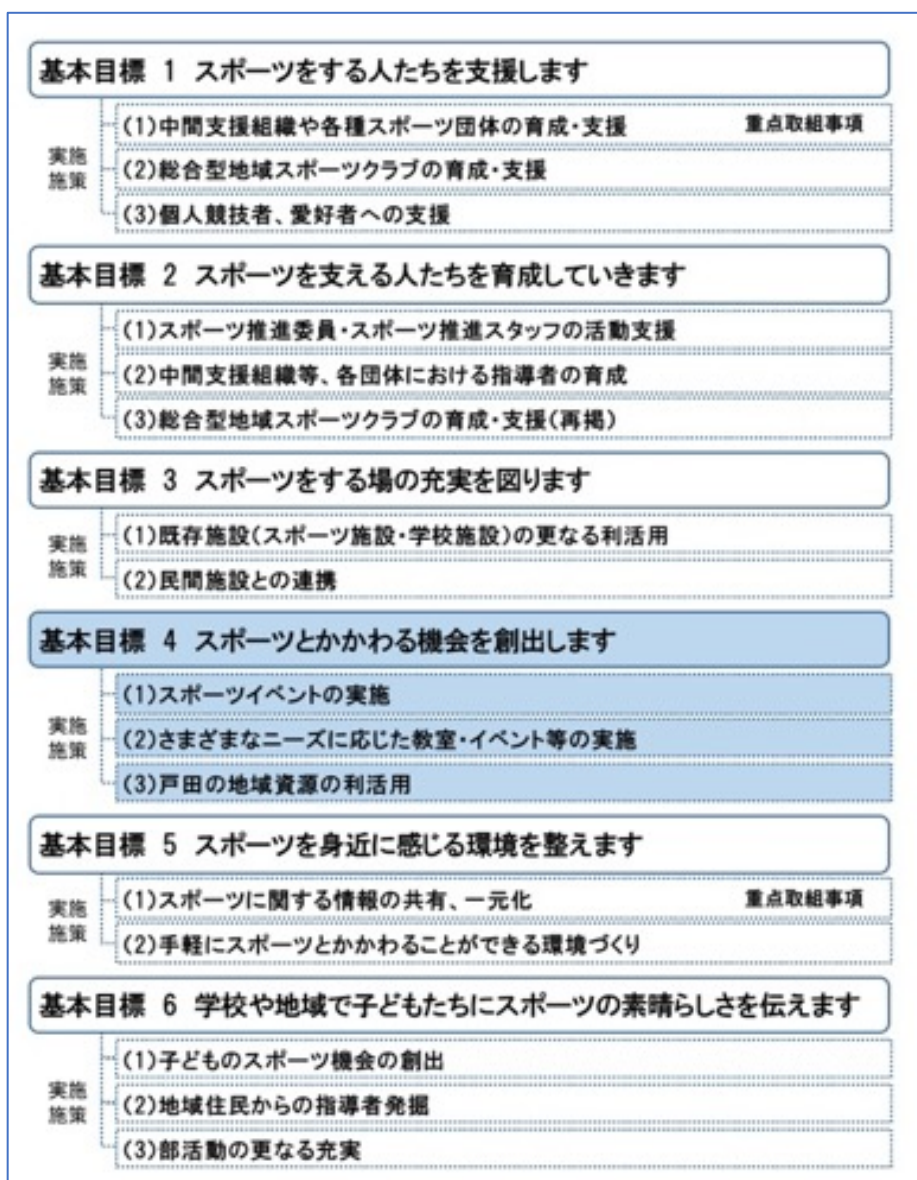 基本目標 1 スポーツをする人たちを支援します
実施
施策
(1)中間支援組織や各種スポーツ団体の育成・支援 重点取組事項
(2)総合型地域スポーツクラブの育成・支援
(3)個人競技者、愛好者への支援
基本目標 2 スポーツを支える人たちを育成していきます
実施
施策
(1)スポーツ推進委員・スポーツ推進スタッフの活動支援
(2)中間支援組織等、各団体における指導者の育成
(3)総合型地域スポーツクラブの育成・支援(再掲)
基本目標 3 スポーツをする場の充実を図ります
実施
施策
(1)既存施設(スポーツ施設・学校施設)の更なる利活用
(2)民間施設との連携
基本目標 4 スポーツとかかわる機会を創出します
実施
施策
(1)スポーツイベントの実施
(2)さまざまなニーズに応じた教室・イベント等の実施
(3)戸田の地域資源の利活用
基本目標 5 スポーツを身近に感じる環境を整えます
実施
施策
(1)スポーツに関する情報の共有、一元化 重点取組事項
(2)手軽にスポーツとかかわることができる環境づくり
基本目標 6 学校や地域で子どもたちにスポーツの素晴らしさを伝えます
実施
施策
(1)子どものスポーツ機会の創出
(2)地域住民からの指導者発掘
(3)部活動の更なる充実